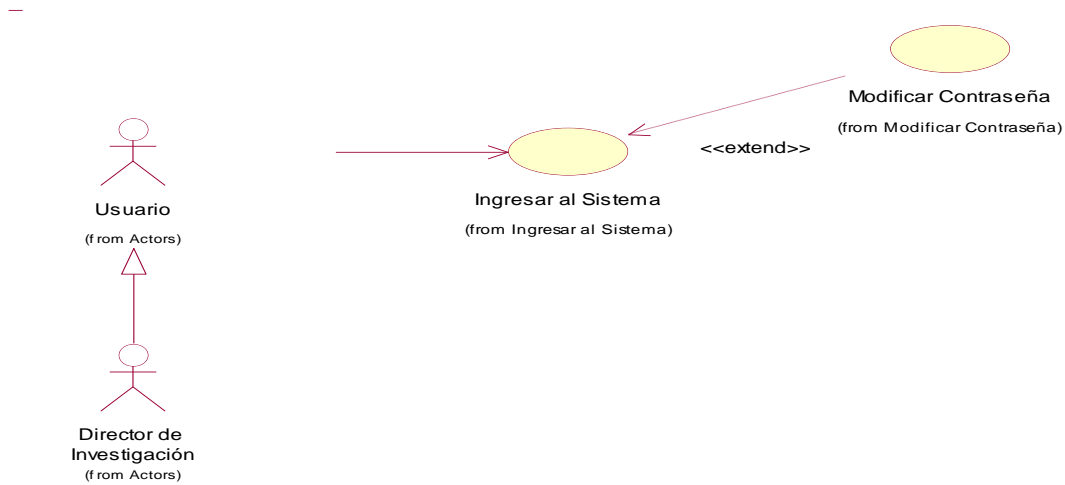 Modificar Contraseña
(from Modificar Contraseña)
<<extend>>
Usuario
(from Actors)
Ingresar al Sistema
(from Ingresar al Sistema)
Director de
Investigación
(from Actors)